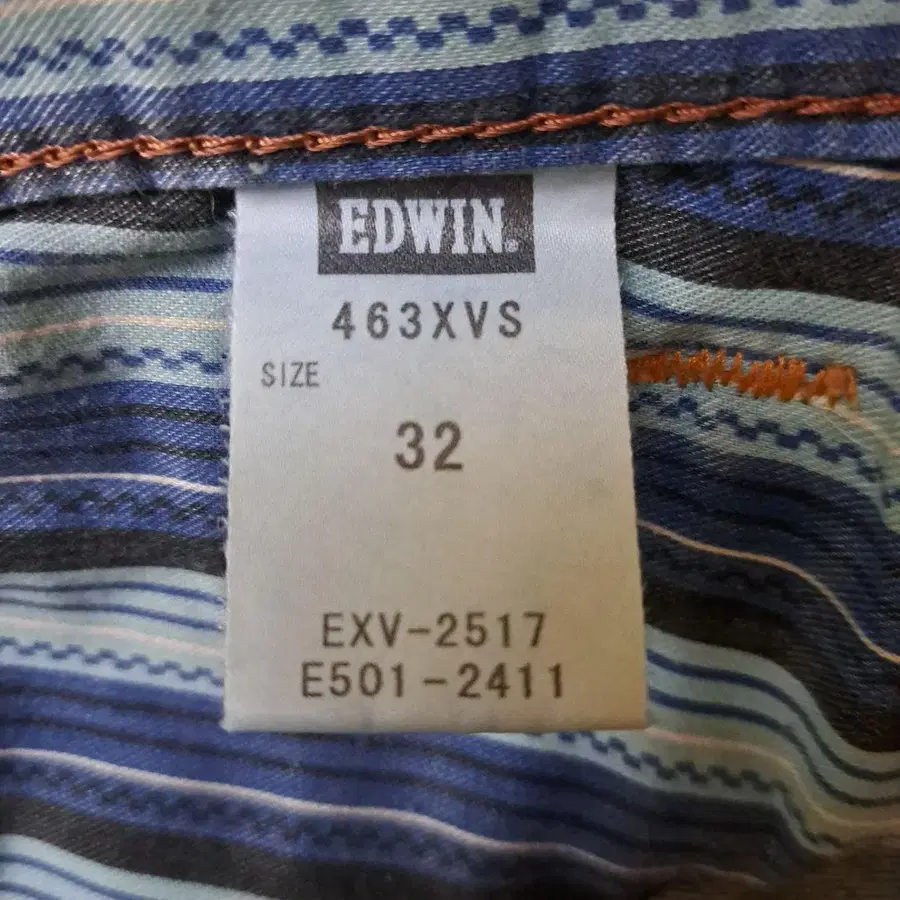 EDWIN.
463XVS
SIZE
32
EXV-2517
E501-2411